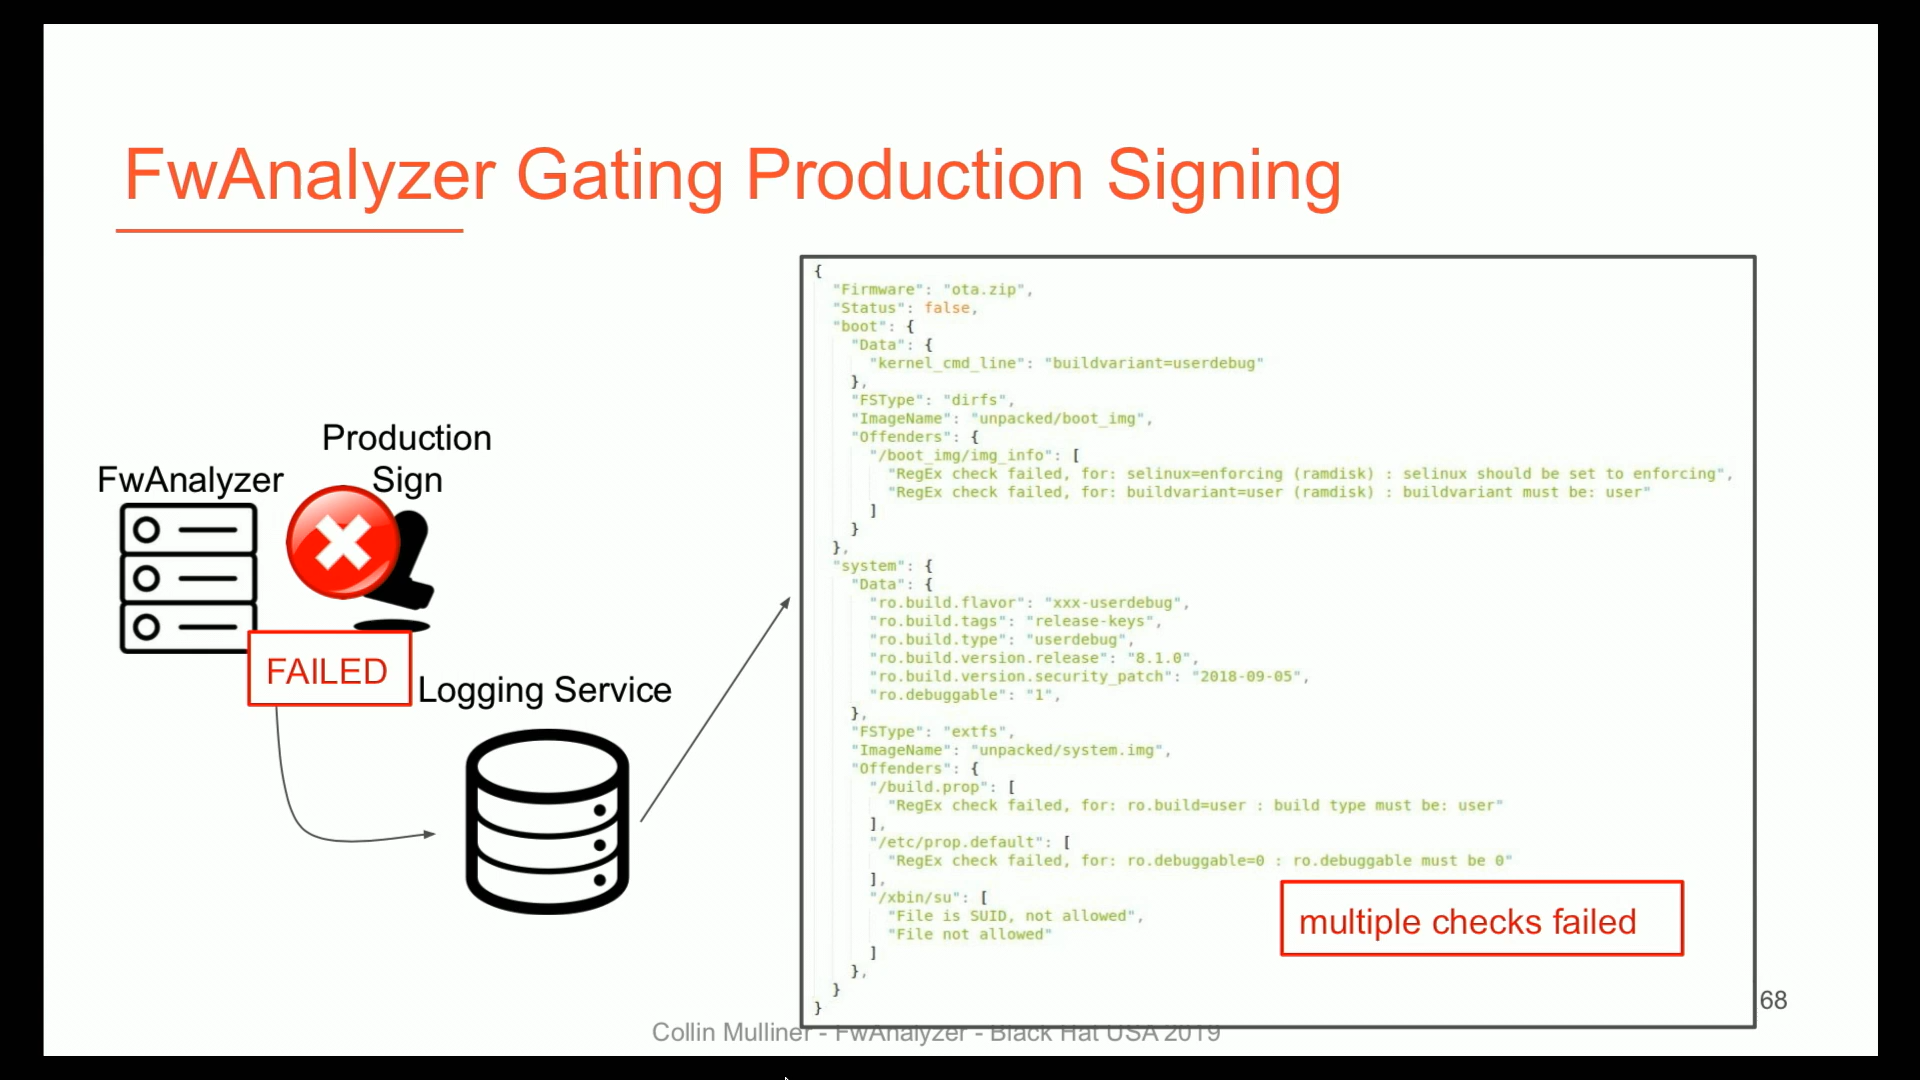 FwAnalyzer Gating Production Signing
Production
Sign
FwAnalyzer
FAILED
Logging Service
{
"Firmware": "ota.zip",
"Status": false,
"boot": {
"Data": {
"kernel_cmd_line": "buildvariant=userdebug"
},
"FSType": "dirfs",
"ImageName": "unpacked/boot_img",
"Offenders": {
"/boot_img/img_info": [
"RegEx check failed, for: selinux=enforcing (ramdisk) : selinux should be set to enforcing",
"RegEx check failed, for: buildvariant=user (ramdisk) : buildvariant must be: user"
]
}
},
"system": {
"Data": {
"ro.build.flavor": "xxx-userdebug",
"ro.build.tags": "release-keys",
"ro.build.type": "userdebug",
"ro.build.version.release": "8.1.0",
"ro.build.version.security_patch": "2018-09-05",
"ro.debuggable": "1",
},
"FSType": "extfs",
"ImageName": "unpacked/system.img",
"Offenders": {
"/build.prop": [
"RegEx check failed, for: ro.build=user : build type must be: user"
],
"/etc/prop.default": [
"RegEx check failed, for: ro.debuggable=0 : ro.debuggable must be 0"
],
"/xbin/su": [
"File is SUID, not allowed",
"File not allowed"
]
},
}
}
multiple checks failed
68
Collin Mulliner - FwAnalyzer - Black Hat USA 2019